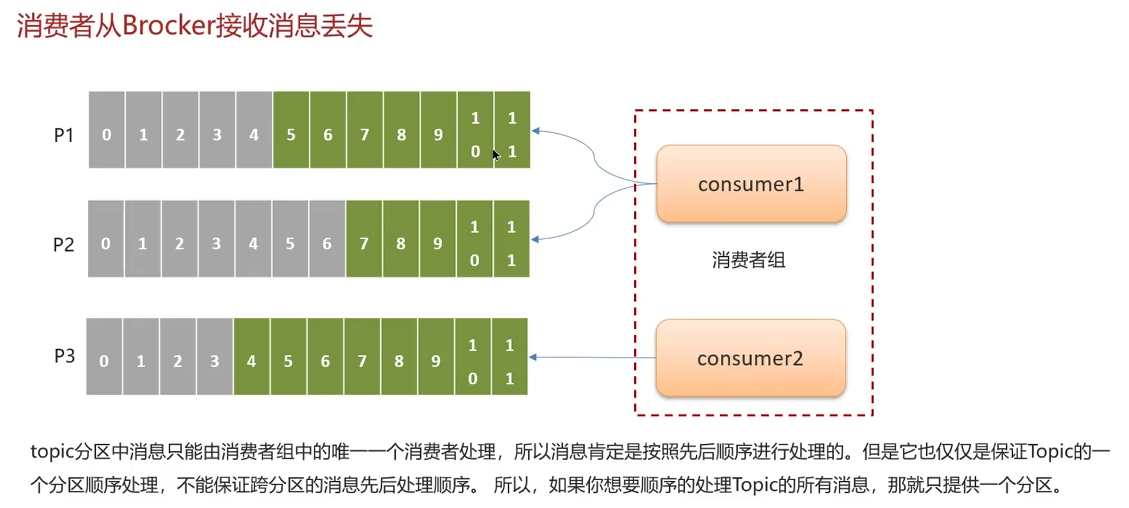 消费者从Brocker接收消息丢失
P1 0 1 2 3 4 5 6 7 8 9 10 11
consumer1
P2 0 1 2 3 4 5 6 7 8 9 10 11
消费者组
P3 0 1 2 3 4 5 6 7 8 9 10 11
consumer2
topic分区中消息只能由消费者组中的唯一一个消费者处理，所以消息肯定是按照先后顺序进行处理的。但是它也仅仅是保证Topic的一
个分区顺序处理，不能保证跨分区的消息先后处理顺序。 所以，如果你想要顺序的处理Topic的所有消息，那就只提供一个分区。